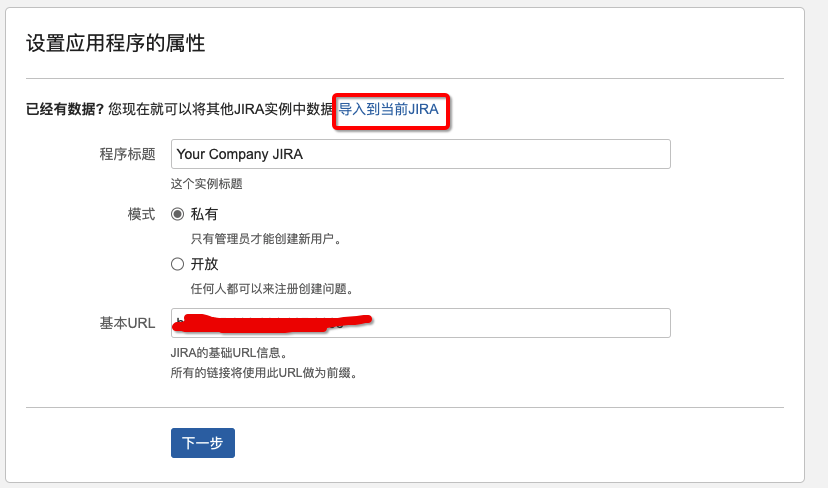 设置应用程序的属性
已经有数据? 您现在就可以将其他JIRA实例中数据 导入到当前JIRA
程序标题 Your Company JIRA
这个实例标题
模式 私有
只有管理员才能创建新用户。
开放
任何人都可以来注册创建问题。
基本URL
JIRA的基础URL信息。
所有的链接将使用此URL做为前缀。
下一步